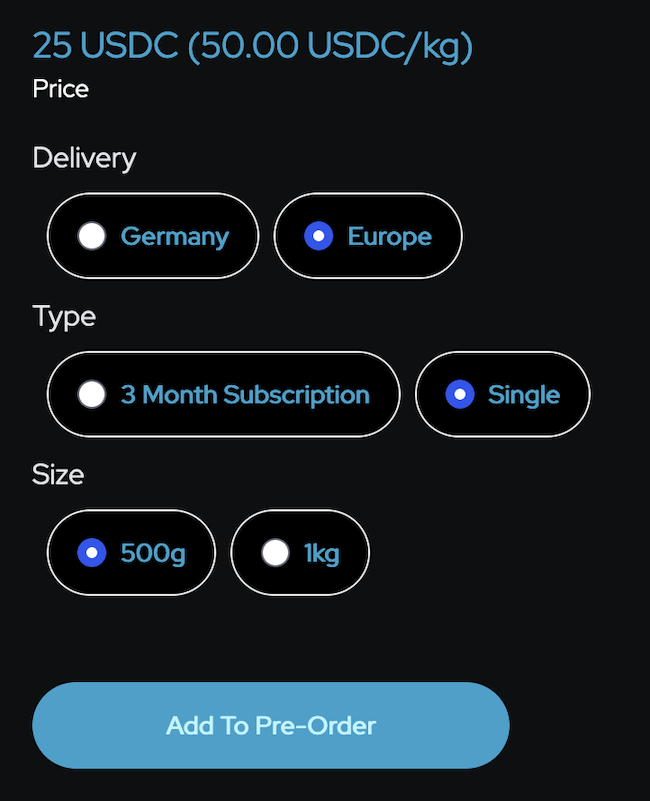 25 USDC (50.00 USDC/kg)
Price
Delivery
Germany Europe
Type
3 Month Subscription Single
Size
500g 1kg
Add To Pre-Order